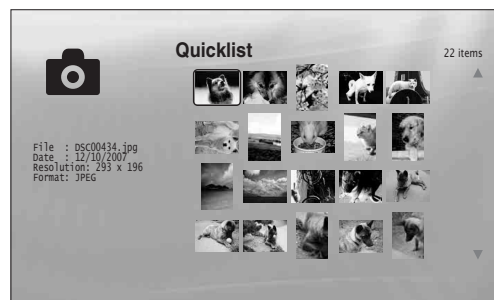 Quicklist
22 items
File : DSC00434.jpg
Date : 12/10/2007
Resolution: 293 x 196
Format: JPEG